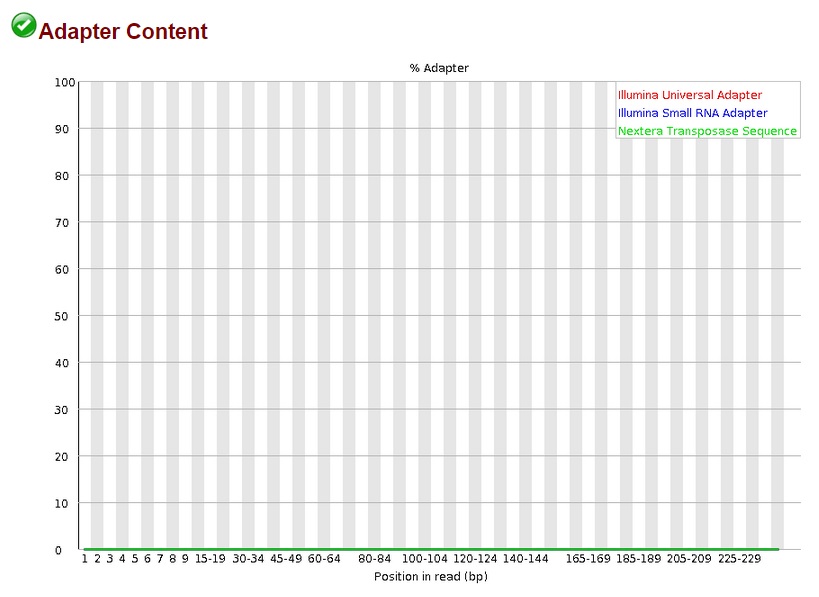 Adapter Content
% Adapter
Illumina Universal Adapter
Illumina Small RNA Adapter
Nextera Transposase Sequence
100
90
80
70
60
50
40
30
20
10
0
1 2 3 4 5 6 7 8 9 15-19 30-34 45-49 60-64 80-84 100-104 120-124 140-144 165-169 185-189 205-209 225-229
Position in read (bp)